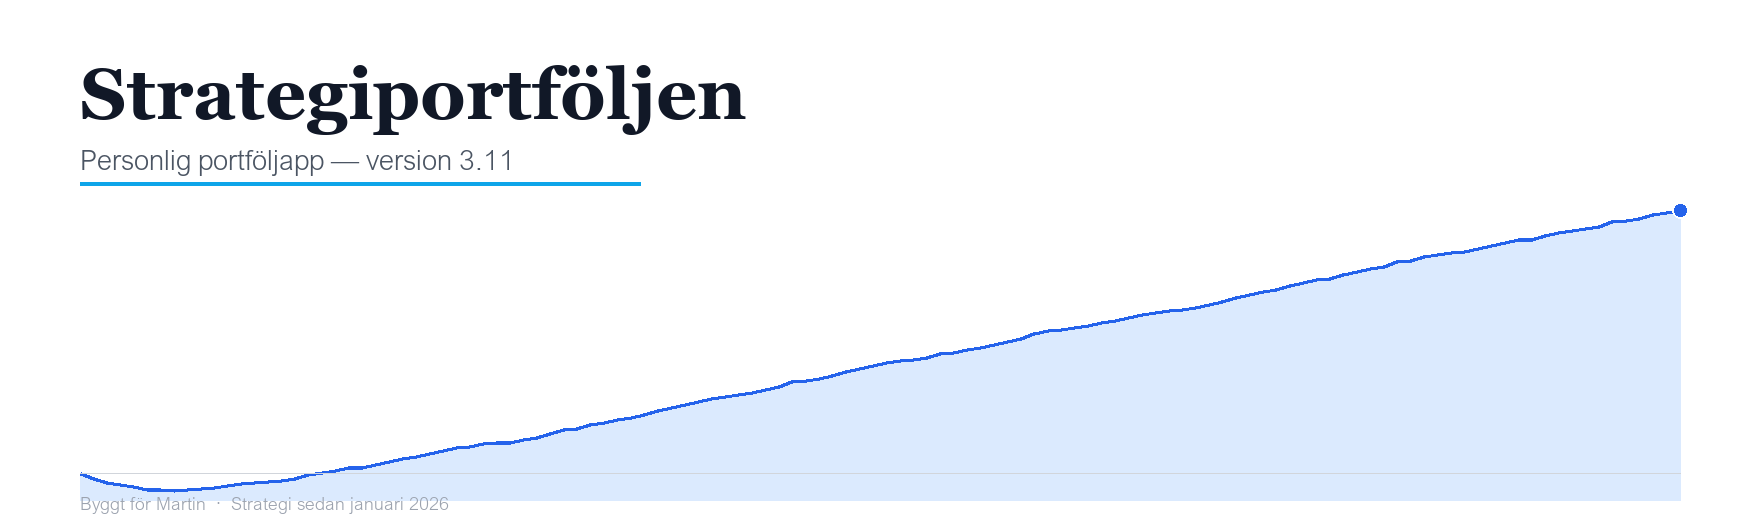 Strategiportföljen
Personlig portföljapp — version 3.11
Byggt för Martin · Strategi sedan januari 2026